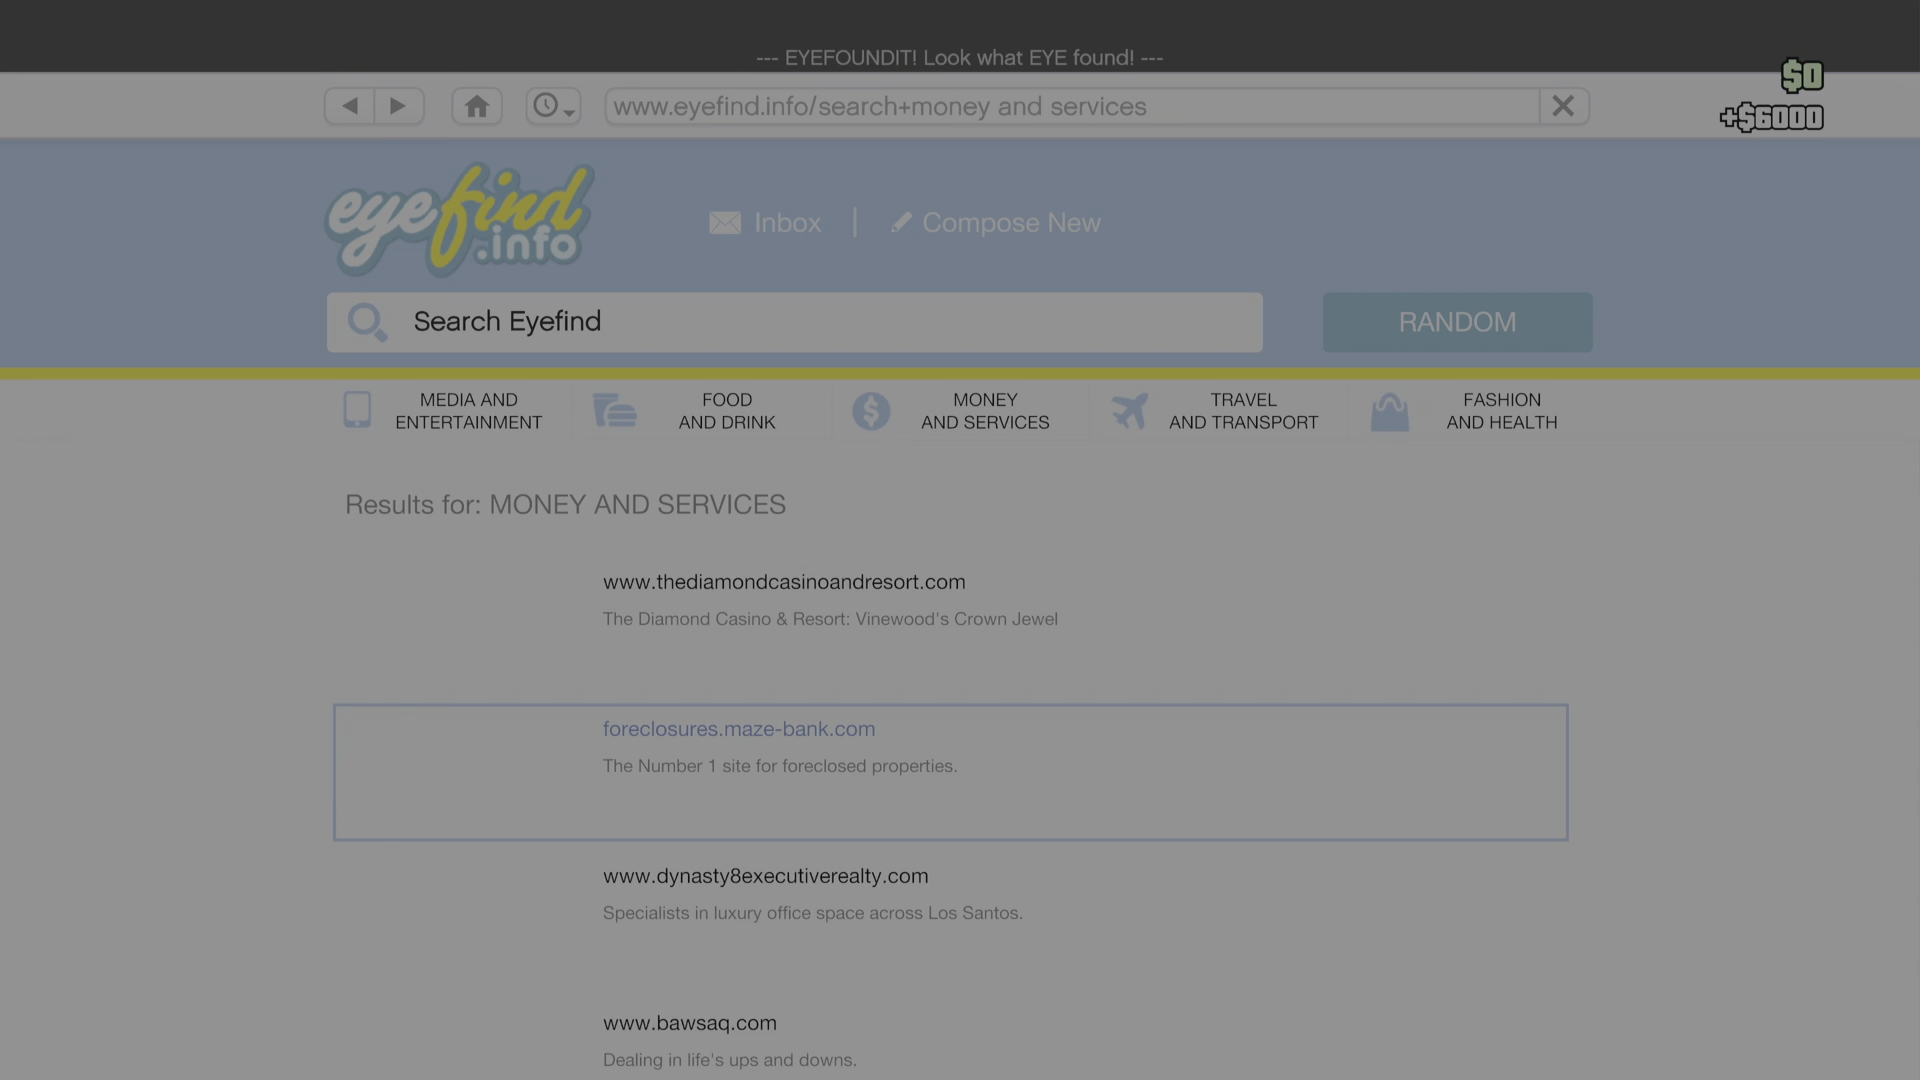 --- EYEFOUNDIT! Look what EYE found! ---
$0
www.eyefind.info/search+money and services
+$6000
eyefind
.info
Inbox | Compose New
Search Eyefind
RANDOM
MEDIA AND
ENTERTAINMENT
FOOD
AND DRINK
MONEY
AND SERVICES
TRAVEL
AND TRANSPORT
FASHION
AND HEALTH
Results for: MONEY AND SERVICES
www.thediamondcasinoandresort.com
The Diamond Casino & Resort: Vinewood's Crown Jewel
foreclosures.maze-bank.com
The Number 1 site for foreclosed properties.
www.dynasty8executiverealty.com
Specialists in luxury office space across Los Santos.
www.bawsaq.com
Dealing in life's ups and downs.